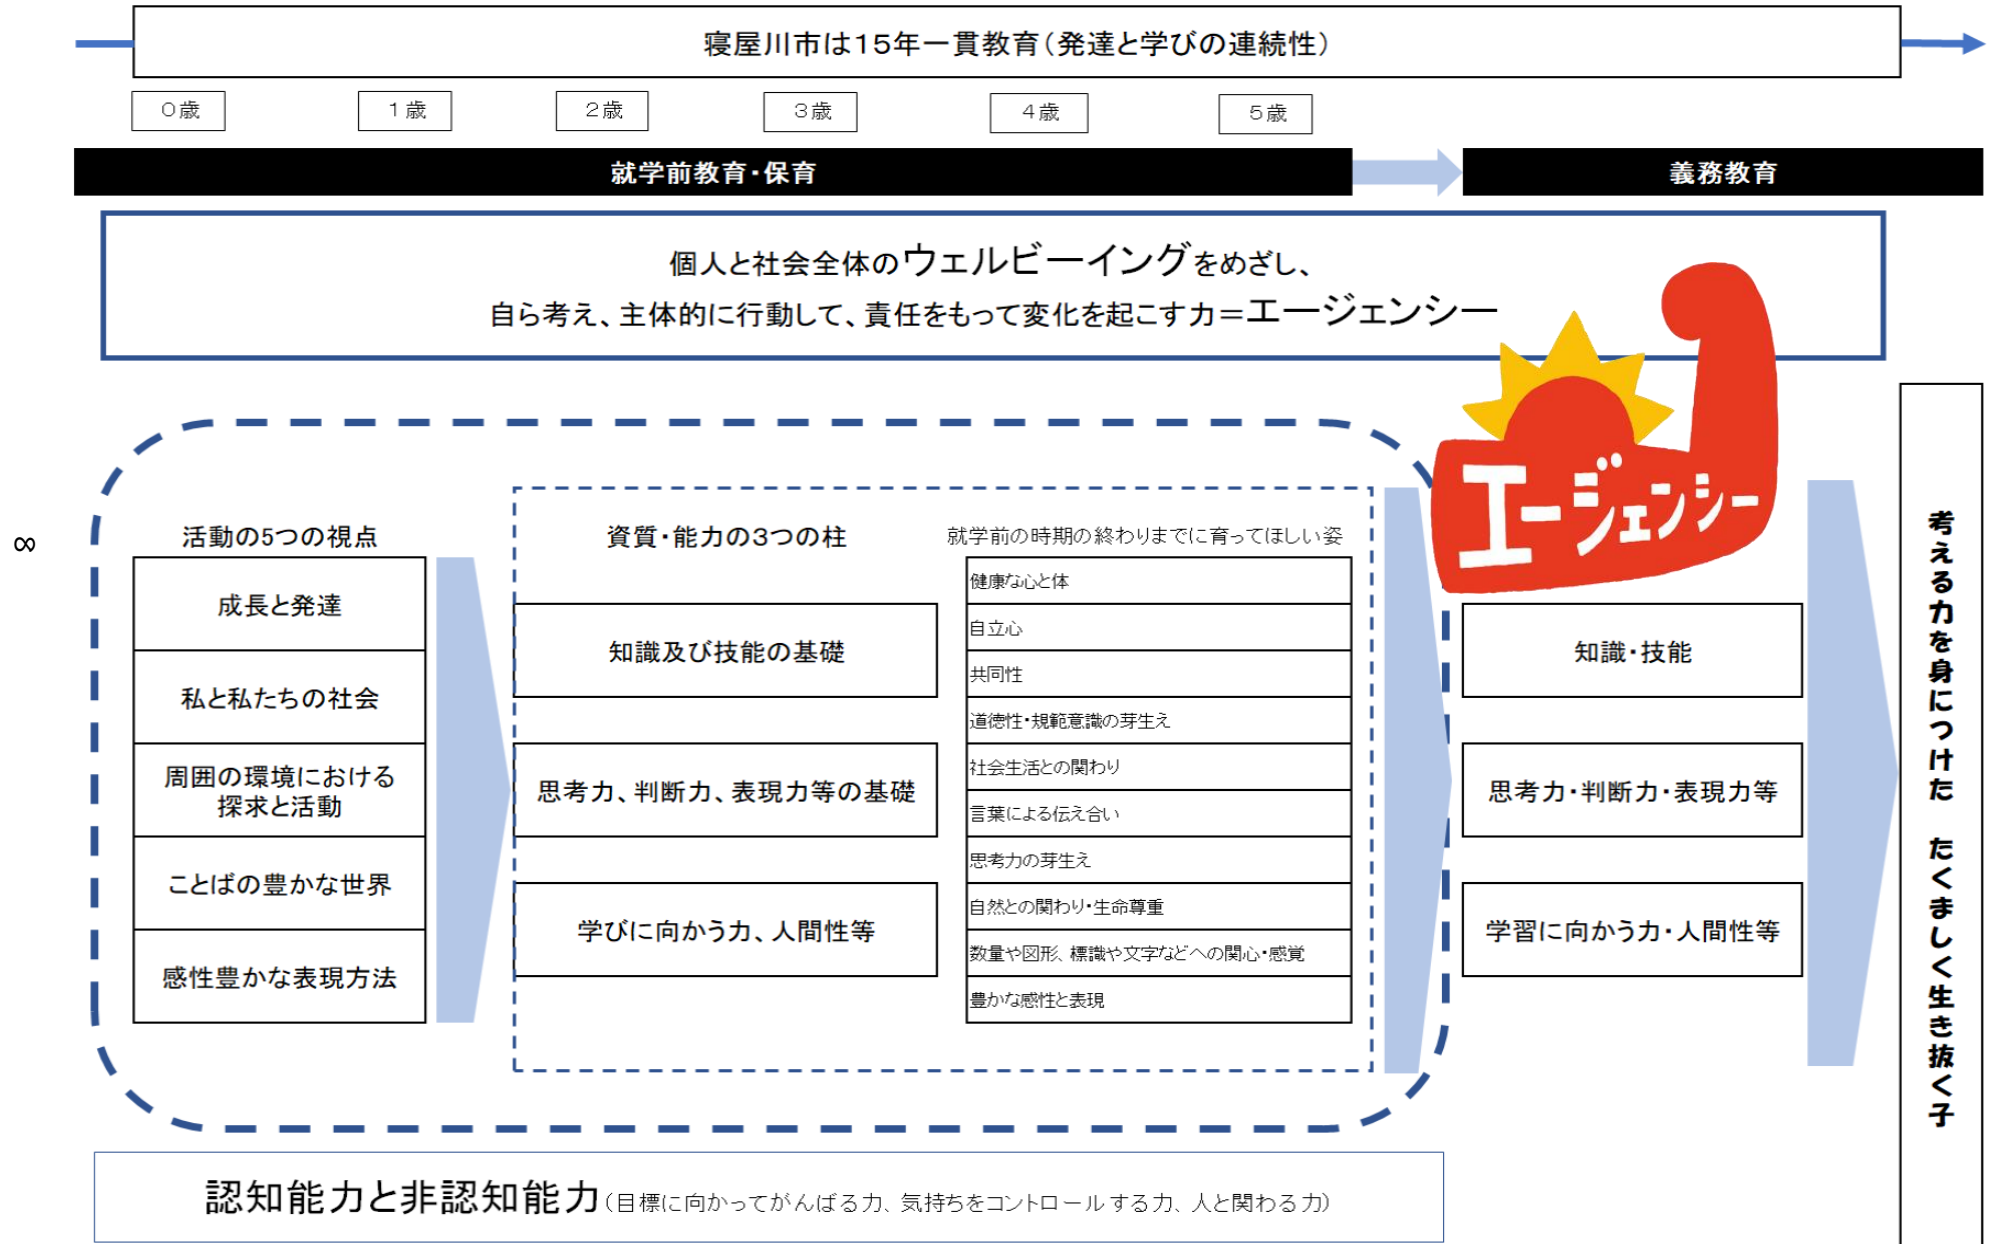 寝屋川市は15年一貫教育(発達と学びの連続性)
0歳
1歳
2歳
3歳
4歳
5歳
就学前教育・保育
義務教育
個人と社会全体のウェルビーイングをめざし、
自ら考え、主体的に行動して、責任をもって変化を起こす力=エージェンシー
エージェンシー
8
活動の5つの視点
成長と発達
私と私たちの社会
周囲の環境における
探求と活動
ことばの豊かな世界
感性豊かな表現方法
資質・能力の3つの柱
知識及び技能の基礎
思考力、判断力、表現力等の基礎
学びに向かう力、人間性等
就学前の時期の終わりまでに育ってほしい姿
健康な心と体
自立心
共同性
道徳性・規範意識の芽生え
社会生活との関わり
言葉による伝え合い
思考力の芽生え
自然との関わり・生命尊重
数量や図形、標識や文字などへの関心・感覚
豊かな感性と表現
知識・技能
思考力・判断力・表現力等
学習に向かう力・人間性等
考える力を身につけた たくましく生き抜く子
認知能力と非認知能力(目標に向かってがんばる力、気持ちをコントロールする力、人と関わる力)